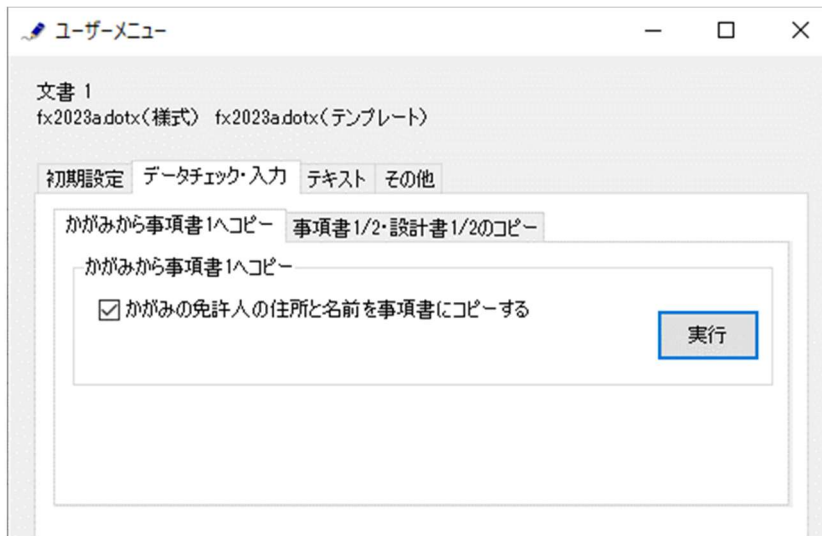 ユーザーメニュー
文書 1
fx2023a.dotx(様式) fx2023a.dotx(テンプレート)
初期設定 データチェック・入力 テキスト その他
かがみから事項書1へコピー 事項書1/2・設計書1/2のコピー
かがみから事項書1へコピー
かがみの免許人の住所と名前を事項書にコピーする
実行